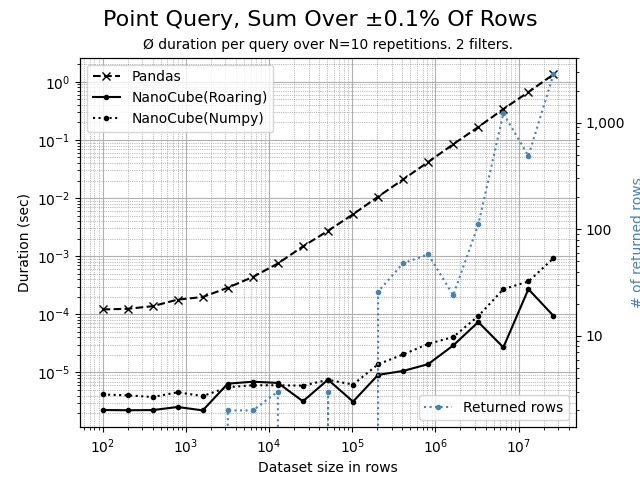 Point Query, Sum Over ±0.1% Of Rows
Ø duration per query over N=10 repetitions. 2 filters.
Pandas
NanoCube(Roaring)
NanoCube(Numpy)
Duration (sec)
10⁰
10⁻¹
10⁻²
10⁻³
10⁻⁴
10⁻⁵
1,000
100
10
# of returned rows
Returned rows
10²
10³
10⁴
10⁵
10⁶
10⁷
Dataset size in rows